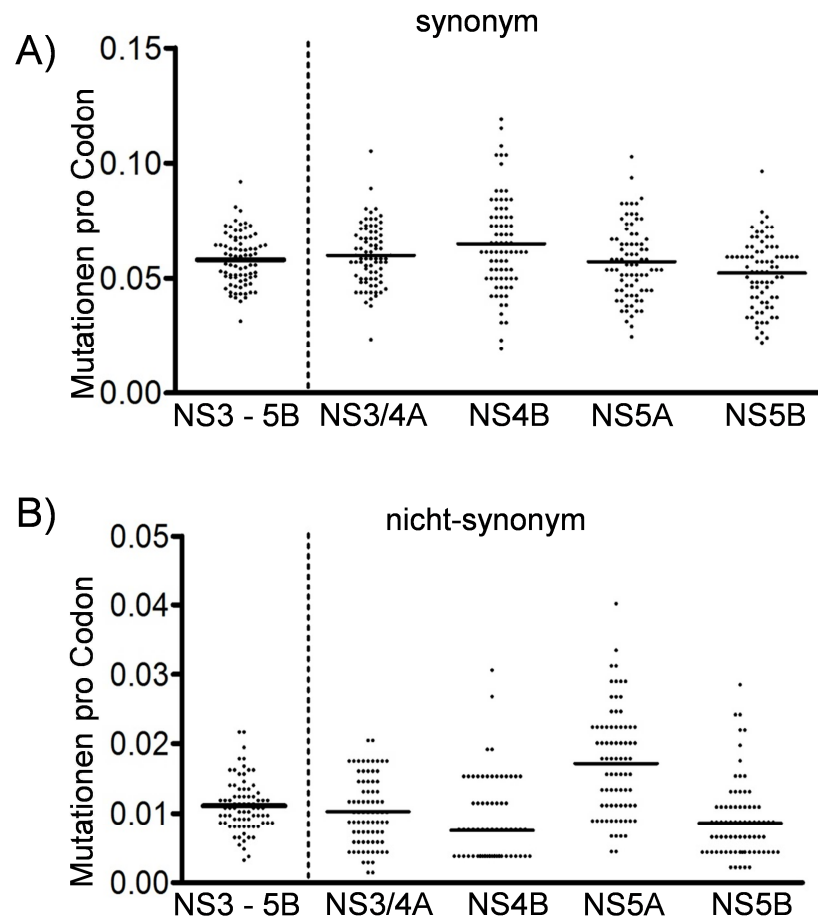 A)
synonym
Mutationen pro Codon
0.15
0.10
0.05
0.00
NS3 - 5B NS3/4A NS4B NS5A NS5B
B)
nicht-synonym
Mutationen pro Codon
0.05
0.04
0.03
0.02
0.01
0.00
NS3 - 5B NS3/4A NS4B NS5A NS5B